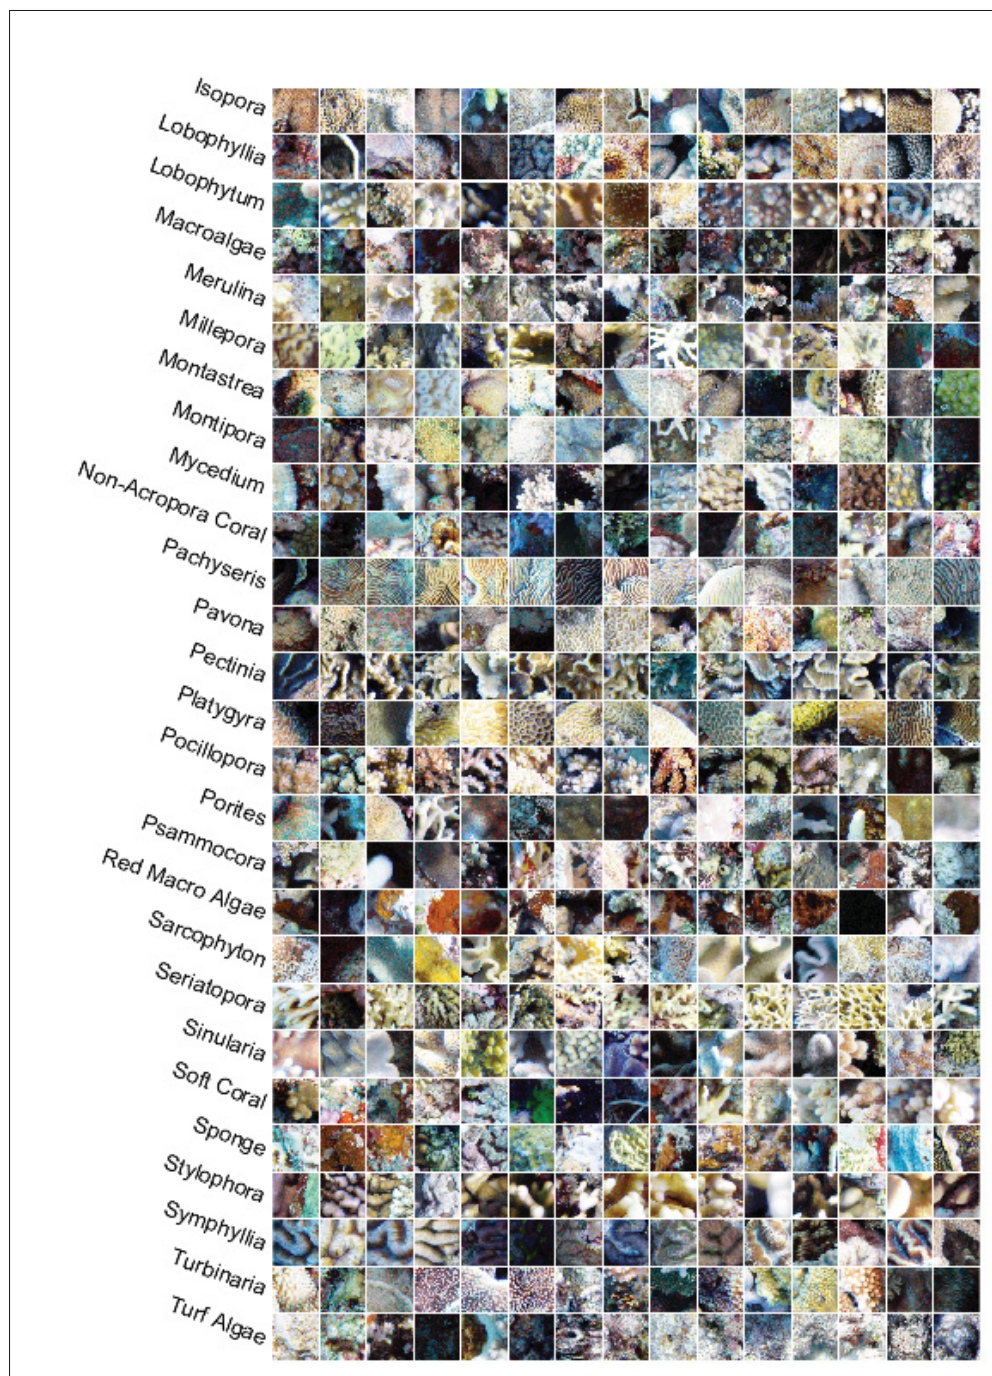 Isopora
Lobophyllia
Lobophytum
Macroalgae
Merulina
Millepora
Montastrea
Montipora
Mycedium
Non-Acropora Coral
Pachyseris
Pavona
Pectinia
Platygyra
Pocillopora
Porites
Psammocora
Red Macro Algae
Sarcophyton
Seriatopora
Sinularia
Soft Coral
Sponge
Stylophora
Symphyllia
Turbinaria
Turf Algae